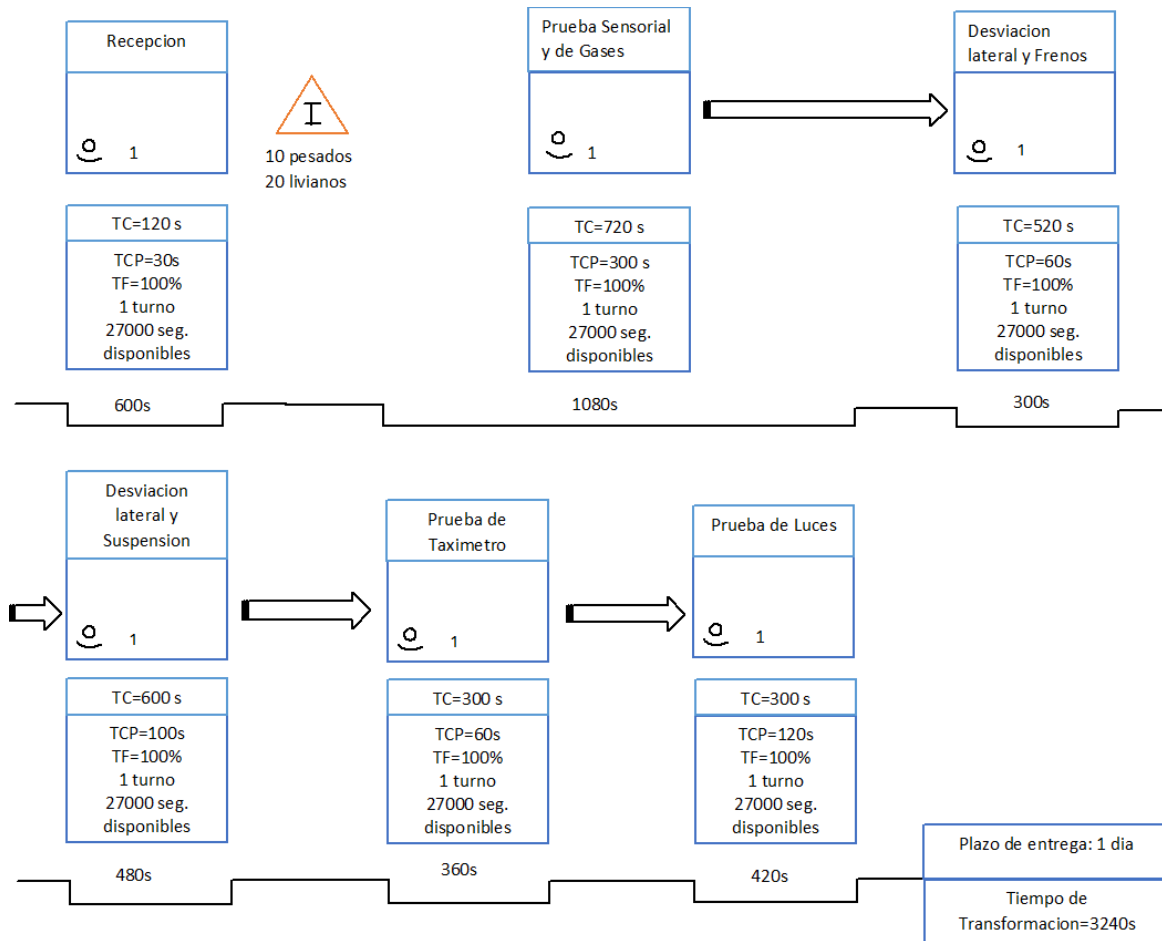 Recepcion
1
I
10 pesados
20 livianos
Prueba Sensorial
y de Gases
1
Desviacion
lateral y Frenos
1
TC=120 s
TCP=30s
TF=100%
1 turno
27000 seg.
disponibles
TC=720 s
TCP=300 s
TF=100%
1 turno
27000 seg.
disponibles
TC=520 s
TCP=60s
TF=100%
1 turno
27000 seg.
disponibles
600s
1080s
300s
Desviacion
lateral y
Suspension
1
Prueba de
Taximetro
1
Prueba de Luces
1
TC=600 s
TCP=100s
TF=100%
1 turno
27000 seg.
disponibles
TC=300 s
TCP=60s
TF=100%
1 turno
27000 seg.
disponibles
TC=300 s
TCP=120s
TF=100%
1 turno
27000 seg.
disponibles
480s
360s
420s
Plazo de entrega: 1 dia
Tiempo de
Transformacion=3240s